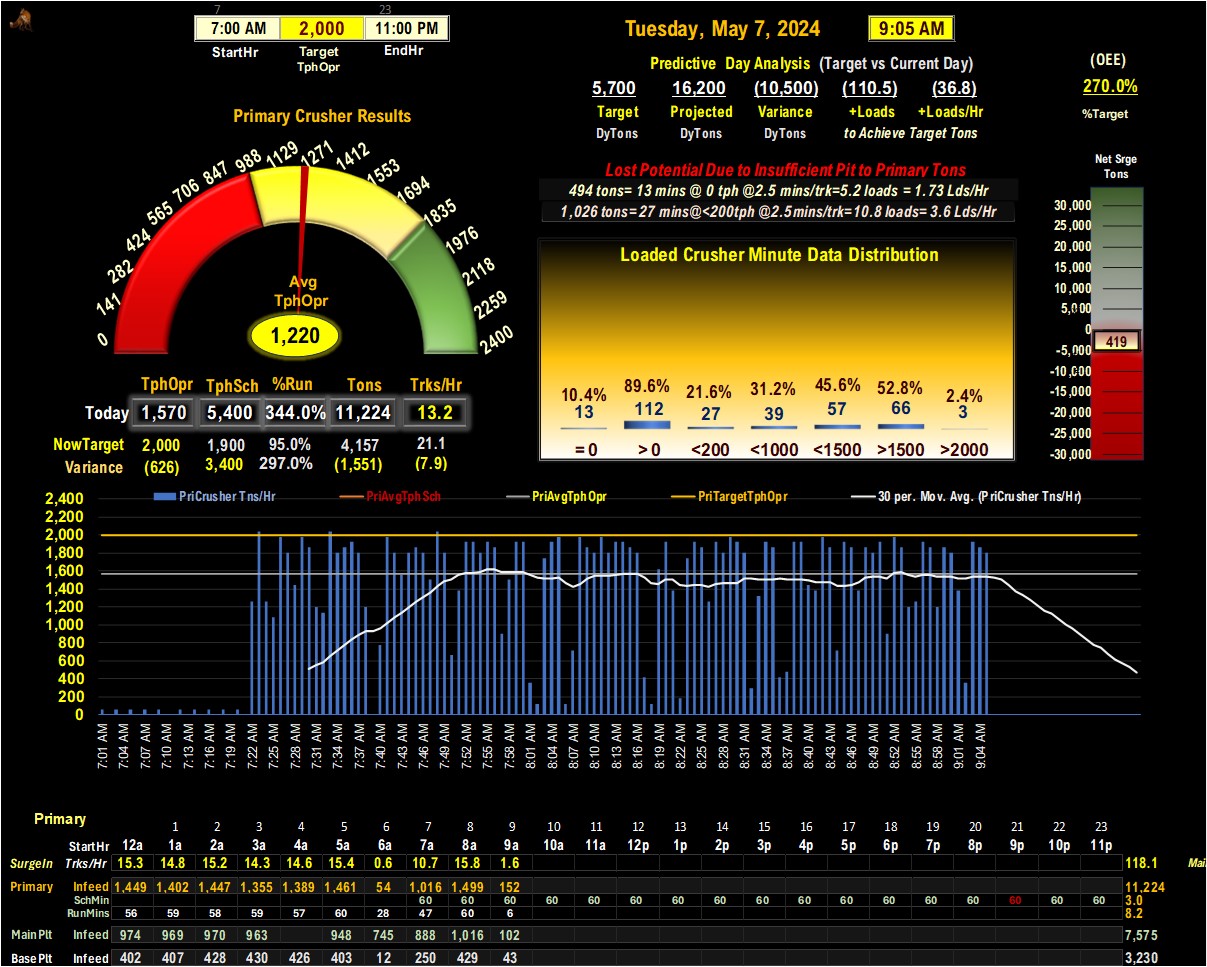 7 23
7:00 AM 2,000 11:00 PM
StartHr Target EndHr
TphOpr
Tuesday, May 7, 2024 9:05 AM
Predictive Day Analysis (Target vs Current Day)
5,700 16,200 (10,500) (110.5) (36.8)
Target Projected Variance +Loads +Loads/Hr
DyTons DyTons DyTons to Achieve Target Tons
(OEE)
270.0%
%Target
Primary Crusher Results
0 141 282 424 565 706 847 988 1129 1271 1412 1553 1694 1835 1976 2118 2259 2400
Avg
TphOpr
1,220
Lost Potential Due to Insufficient Pit to Primary Tons
494 tons= 13 mins @ 0 tph @2.5 mins/trk=5.2 loads = 1.73 Lds/Hr
1,026 tons= 27 mins@<200tph @2.5mins/trk=10.8 loads= 3.6 Lds/Hr
Loaded Crusher Minute Data Distribution
10.4% 89.6% 21.6% 31.2% 45.6% 52.8% 2.4%
13 112 27 39 57 66 3
=0 >0 <200 <1000 <1500 >1500 >2000
Net Srge
Tons
30,000
25,000
20,000
15,000
10,000
5,000
0
419
-5,000
-10,000
-15,000
-20,000
-25,000
-30,000
TphOpr TphSch %Run Tons Trks/Hr
Today 1,570 5,400 344.0% 11,224 13.2
NowTarget 2,000 1,900 95.0% 4,157 21.1
Variance (626) 3,400 297.0% (1,551) (7.9)
PriCrusher Tns/Hr PriAvgTphSch PriAvgTphOpr PriTargetTphOpr 30 per. Mov. Avg. (PriCrusher Tns/Hr)
2,400
2,200
2,000
1,800
1,600
1,400
1,200
1,000
800
600
400
200
0
7:01 AM 7:04 AM 7:07 AM 7:10 AM 7:13 AM 7:16 AM 7:19 AM 7:22 AM 7:25 AM 7:28 AM 7:31 AM 7:34 AM 7:37 AM 7:40 AM 7:43 AM 7:46 AM 7:49 AM 7:52 AM 7:55 AM 7:58 AM 8:01 AM 8:04 AM 8:07 AM 8:10 AM 8:13 AM 8:16 AM 8:19 AM 8:22 AM 8:25 AM 8:28 AM 8:31 AM 8:34 AM 8:37 AM 8:40 AM 8:43 AM 8:46 AM 8:49 AM 8:52 AM 8:55 AM 8:58 AM 9:01 AM 9:04 AM
Primary
1 2 3 4 5 6 7 8 9 10 11 12 13 14 15 16 17 18 19 20 21 22 23
StartHr 12a 1a 2a 3a 4a 5a 6a 7a 8a 9a 10a 11a 12p 1p 2p 3p 4p 5p 6p 7p 8p 9p 10p 11p
SurgeIn Trks/Hr 15.3 14.8 15.2 14.3 14.6 15.4 0.6 10.7 15.8 1.6 118.1
Primary Infeed 1,449 1,402 1,447 1,355 1,389 1,461 54 1,016 1,499 152 11,224
SchMin 60 60 60 60 60 60 60 60 60 60 60 60 60 60 60 60 60 3.0
RunMins 56 59 58 59 57 60 28 47 60 6 8.2
Main Plt Infeed 974 969 970 963 948 745 888 1,016 102 7,575
Base Plt Infeed 402 407 428 430 426 403 12 250 429 43 3,230